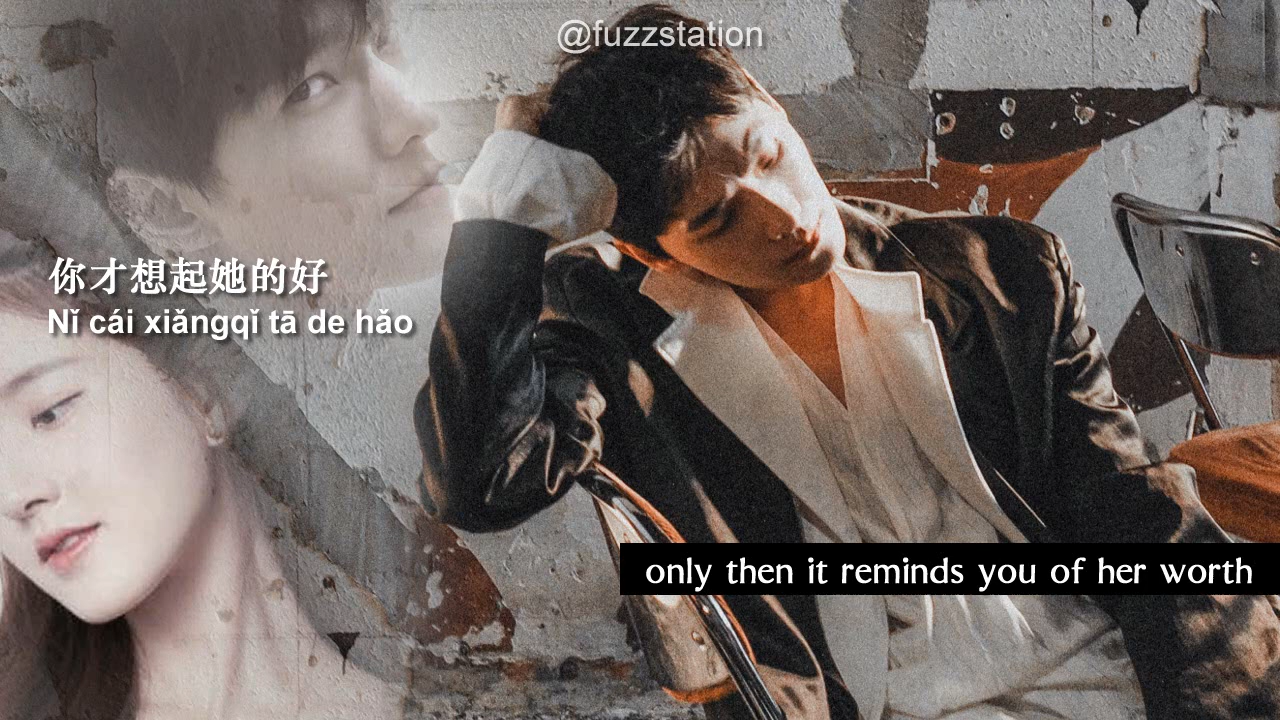 @fuzzstation
你才想起她的好
Nǐ cái xiǎngqǐ tā de hǎo
only then it reminds you of her worth